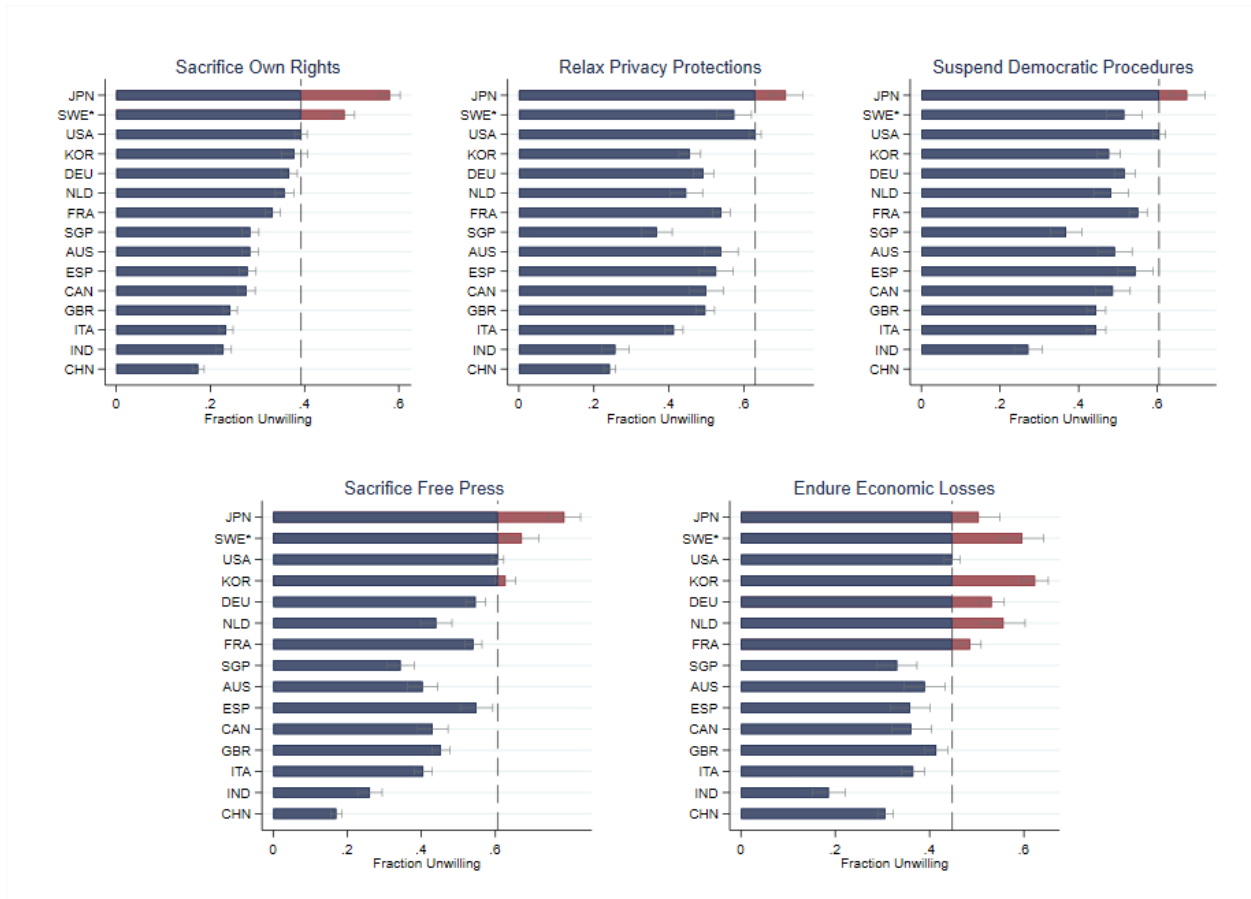 Sacrifice Own Rights
JPN
SWE*
USA
KOR
DEU
NLD
FRA
SGP
AUS
ESP
CAN
GBR
ITA
IND
CHN
0 .2 .4 .6
Fraction Unwilling
Relax Privacy Protections
JPN
SWE*
USA
KOR
DEU
NLD
FRA
SGP
AUS
ESP
CAN
GBR
ITA
IND
CHN
0 .2 .4 .6
Fraction Unwilling
Suspend Democratic Procedures
JPN
SWE*
USA
KOR
DEU
NLD
FRA
SGP
AUS
ESP
CAN
GBR
ITA
IND
CHN
0 .2 .4 .6
Fraction Unwilling
Sacrifice Free Press
JPN
SWE*
USA
KOR
DEU
NLD
FRA
SGP
AUS
ESP
CAN
GBR
ITA
IND
CHN
0 .2 .4 .6
Fraction Unwilling
Endure Economic Losses
JPN
SWE*
USA
KOR
DEU
NLD
FRA
SGP
AUS
ESP
CAN
GBR
ITA
IND
CHN
0 .2 .4 .6
Fraction Unwilling